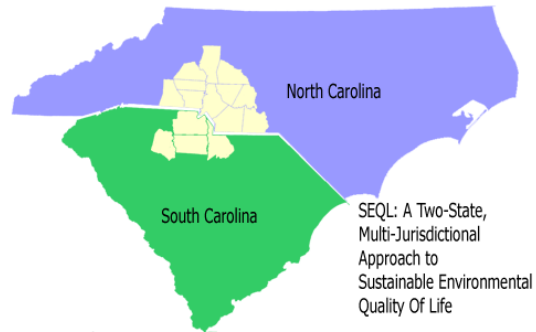 North Carolina
South Carolina
SEQL: A Two-State,
Multi-Jurisdictional
Approach to
Sustainable Environmental
Quality Of Life